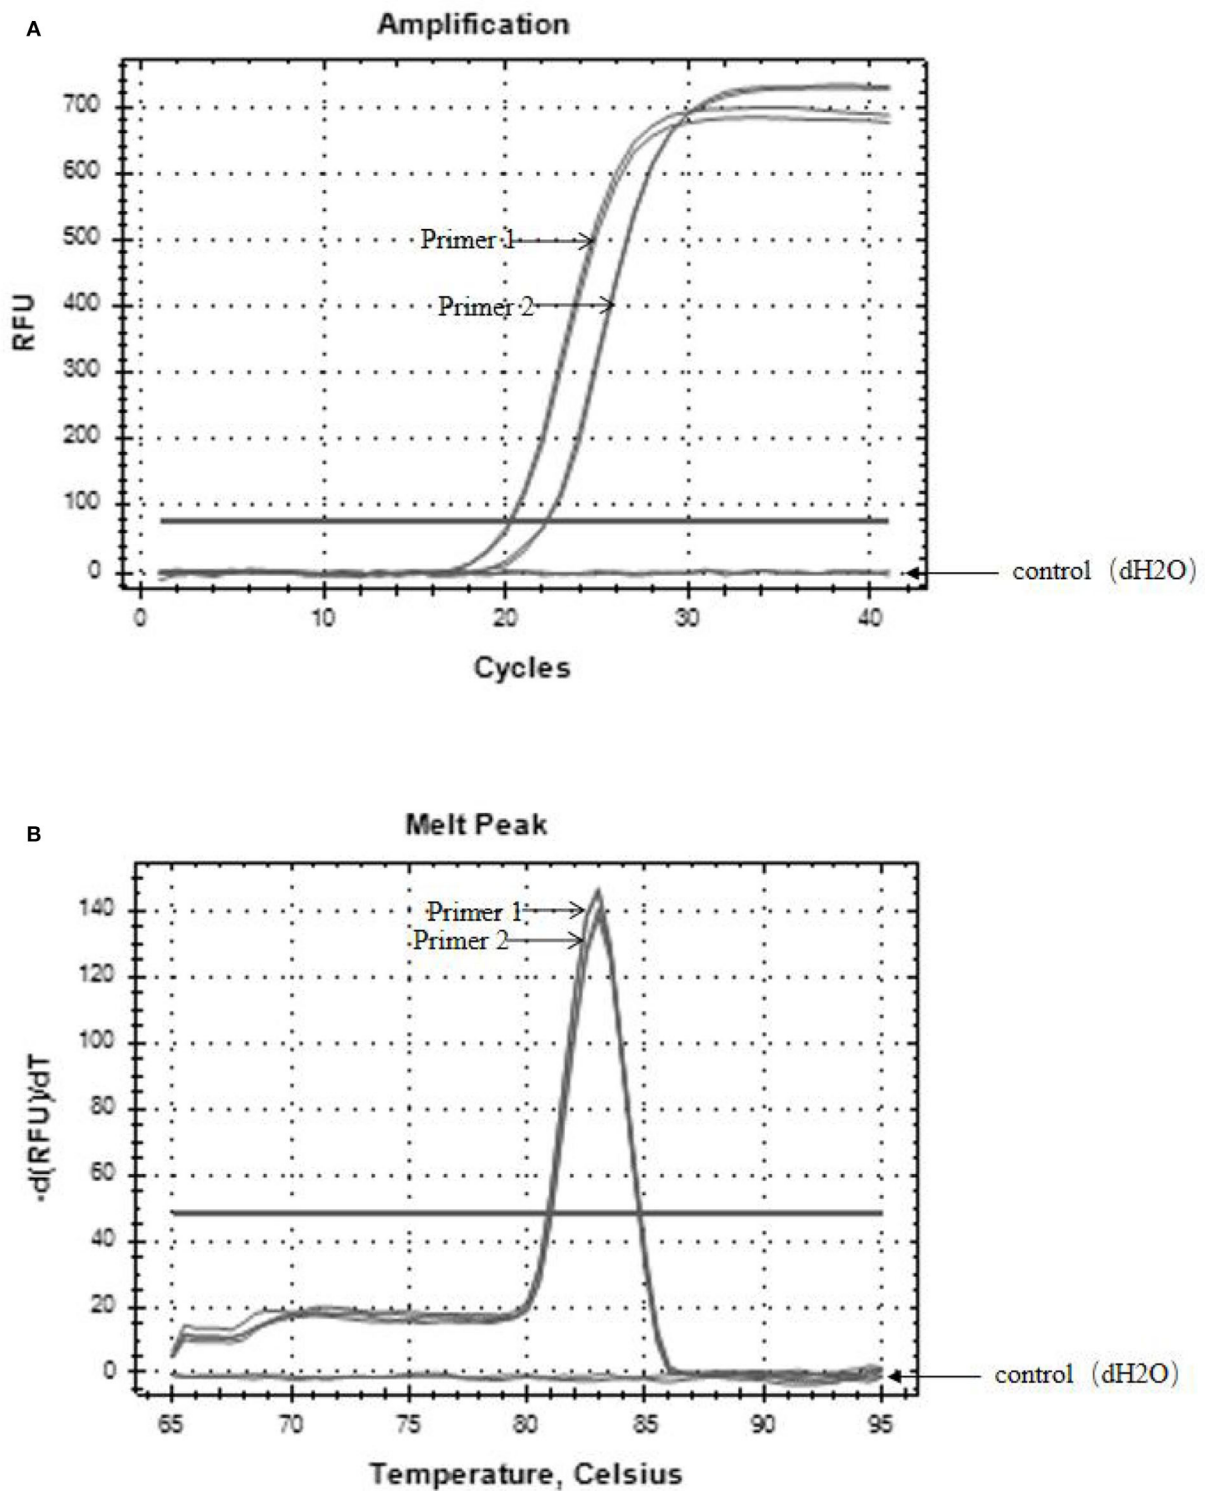 A
Amplification
700
600
500
400
300
200
100
0
RFU
Primer 1
Primer 2
control (dH2O)
0 10 20 30 40
Cycles
B
Melt Peak
140
120
100
80
60
40
20
0
-d(RFU)/dT
Primer 1
Primer 2
control (dH2O)
65 70 75 80 85 90 95
Temperature, Celsius